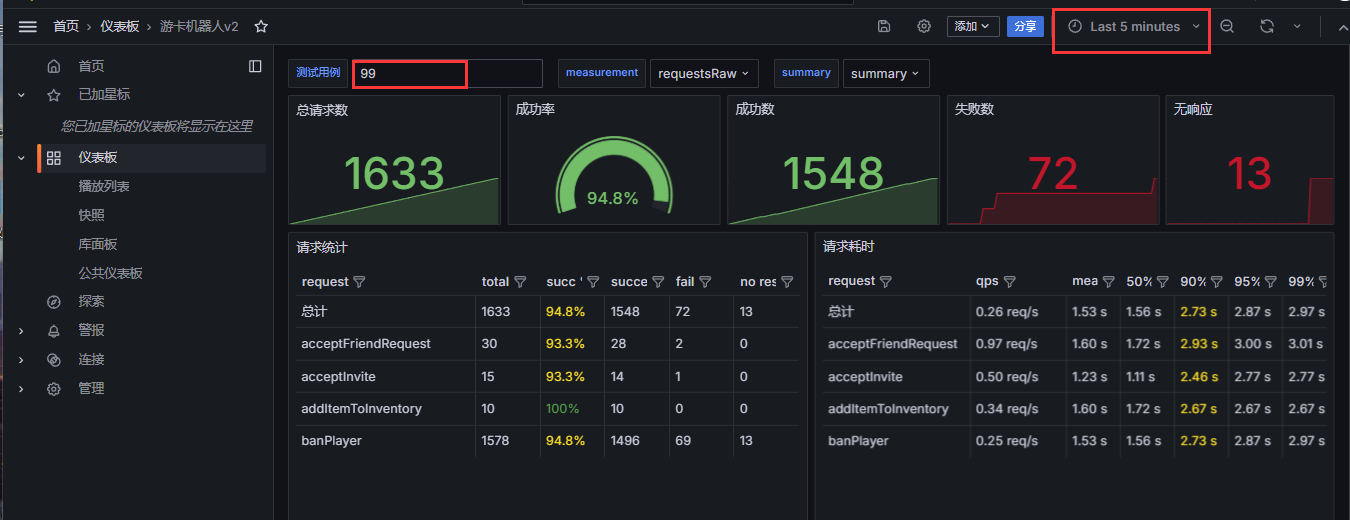 首页 › 仪表板 › 游卡机器人v2 添加 分享 Last 5 minutes
首页
已加星标
您已加星标的仪表板将显示在这里
仪表板
播放列表
快照
库面板
公共仪表板
探索
警报
连接
管理
测试用例 99 measurement requestsRaw summary summary
总请求数 成功率 成功数 失败数 无响应
1633 94.8% 1548 72 13
请求统计
request total succ ' succe fail no res
总计 1633 94.8% 1548 72 13
acceptFriendRequest 30 93.3% 28 2 0
acceptInvite 15 93.3% 14 1 0
addItemToInventory 10 100% 10 0 0
banPlayer 1578 94.8% 1496 69 13
请求耗时
request qps mea 50% 90% 95% 99%
总计 0.26 req/s 1.53 s 1.56 s 2.73 s 2.87 s 2.97 s
acceptFriendRequest 0.97 req/s 1.60 s 1.72 s 2.93 s 3.00 s 3.01 s
acceptInvite 0.50 req/s 1.23 s 1.11 s 2.46 s 2.77 s 2.77 s
addItemToInventory 0.34 req/s 1.60 s 1.72 s 2.67 s 2.67 s 2.67 s
banPlayer 0.25 req/s 1.53 s 1.56 s 2.73 s 2.87 s 2.97 s